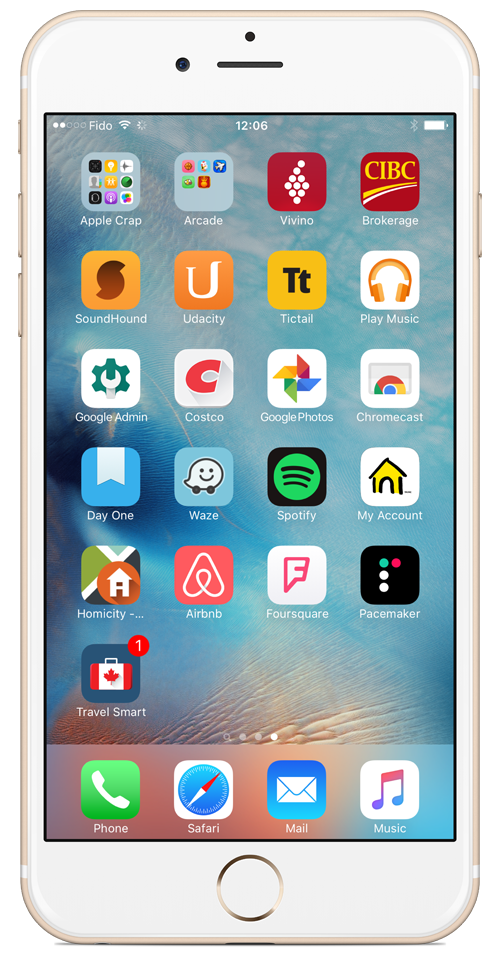 Fido 12:06
CIBC
Apple Crap Arcade Vivino Brokerage
U Tt
SoundHound Udacity Tictail Play Music
Google Admin Costco Google Photos Chromecast
Day One Waze Spotify My Account
Homicity -... Airbnb Foursquare Pacemaker
1
Travel Smart
Phone Safari Mail Music